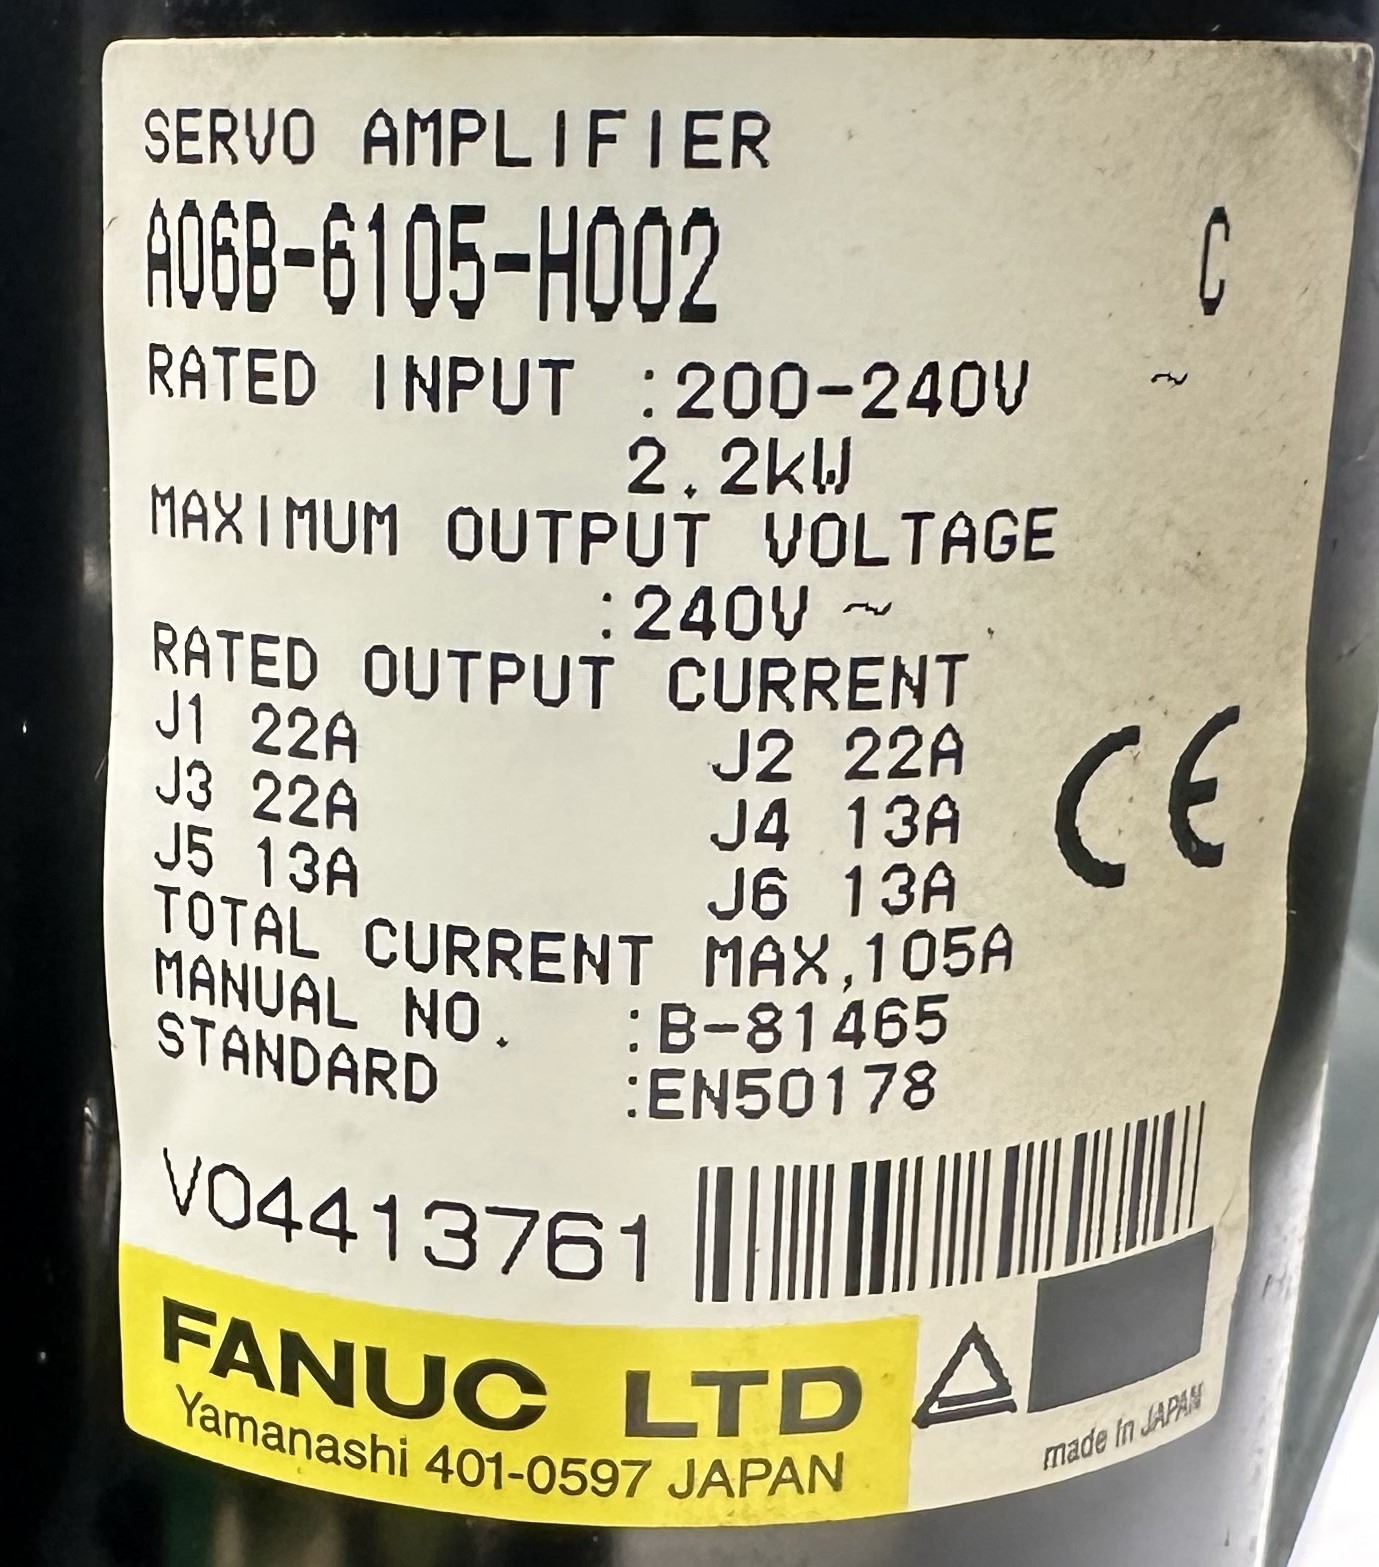 SERVO AMPLIFIER
A06B-6105-H002 C
RATED INPUT :200-240V ~
2.2kW
MAXIMUM OUTPUT VOLTAGE
:240V ~
RATED OUTPUT CURRENT
J1 22A J2 22A
J3 22A J4 13A
J5 13A J6 13A
TOTAL CURRENT MAX,105A
MANUAL NO. :B-81465
STANDARD :EN50178
CE
V04413761
FANUC LTD
Yamanashi 401-0597 JAPAN
made in JAPAN